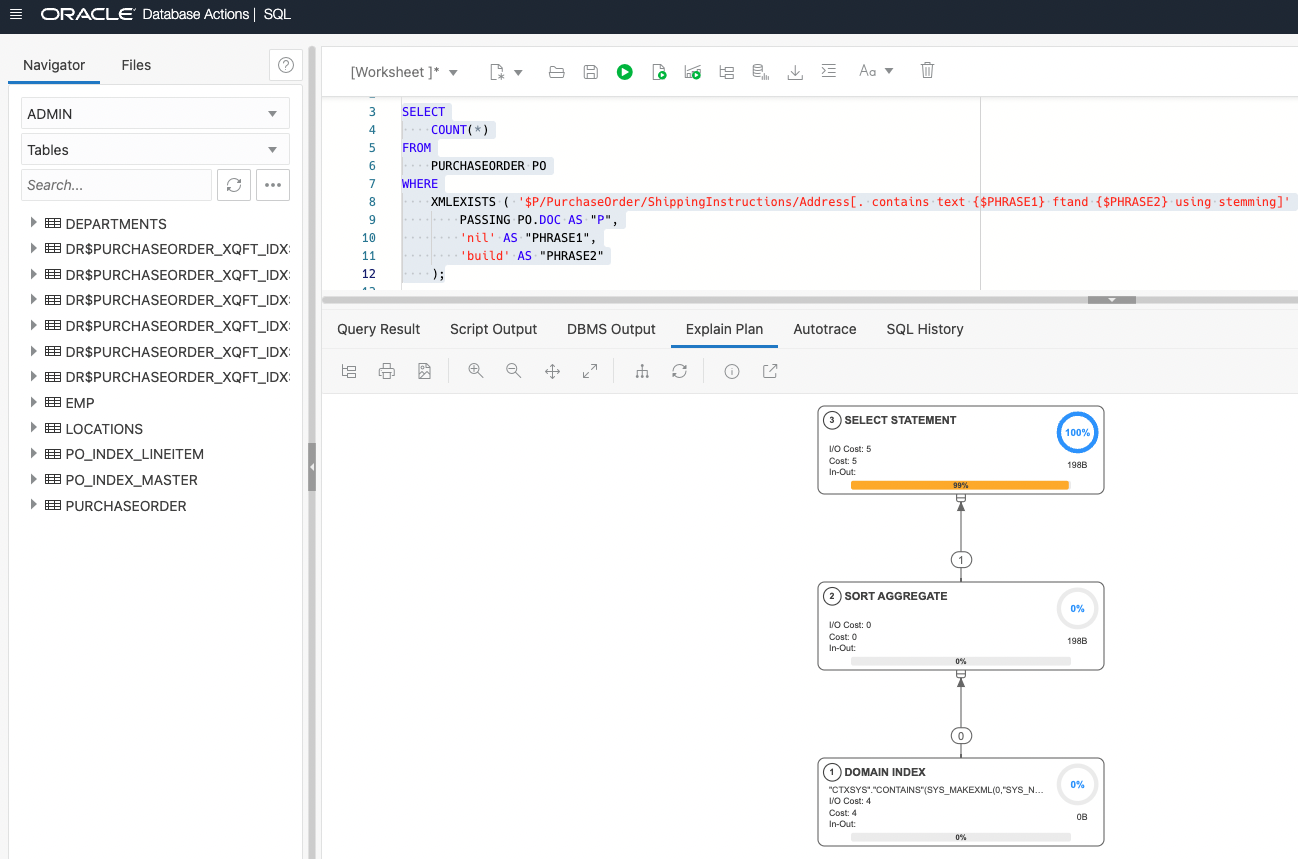 ORACLE Database Actions | SQL
Navigator
Files
ADMIN
Tables
Search...
DEPARTMENTS
DR$PURCHASEORDER_XQFT_IDX
DR$PURCHASEORDER_XQFT_IDX
DR$PURCHASEORDER_XQFT_IDX
DR$PURCHASEORDER_XQFT_IDX
DR$PURCHASEORDER_XQFT_IDX
DR$PURCHASEORDER_XQFT_IDX
EMP
LOCATIONS
PO_INDEX_LINEITEM
PO_INDEX_MASTER
PURCHASEORDER
[Worksheet ]*
Aa
3 SELECT
4 COUNT(*)
5 FROM
6 PURCHASEORDER PO
7 WHERE
8 XMLEXISTS ( '$P/PurchaseOrder/ShippingInstructions/Address[. contains text {$PHRASE1} ftand {$PHRASE2} using stemming]'
9 PASSING PO.DOC AS "P",
10 'nil' AS "PHRASE1",
11 'build' AS "PHRASE2"
12 );
Query Result
Script Output
DBMS Output
Explain Plan
Autotrace
SQL History
3 SELECT STATEMENT
100%
I/O Cost: 5
Cost: 5
198B
In-Out:
99%
1
2 SORT AGGREGATE
0%
I/O Cost: 0
Cost: 0
198B
In-Out:
0%
0
1 DOMAIN INDEX
0%
"CTXSYS"."CONTAINS"(SYS_MAKEXML(0,"SYS_N...
I/O Cost: 4
Cost: 4
0B
In-Out:
0%